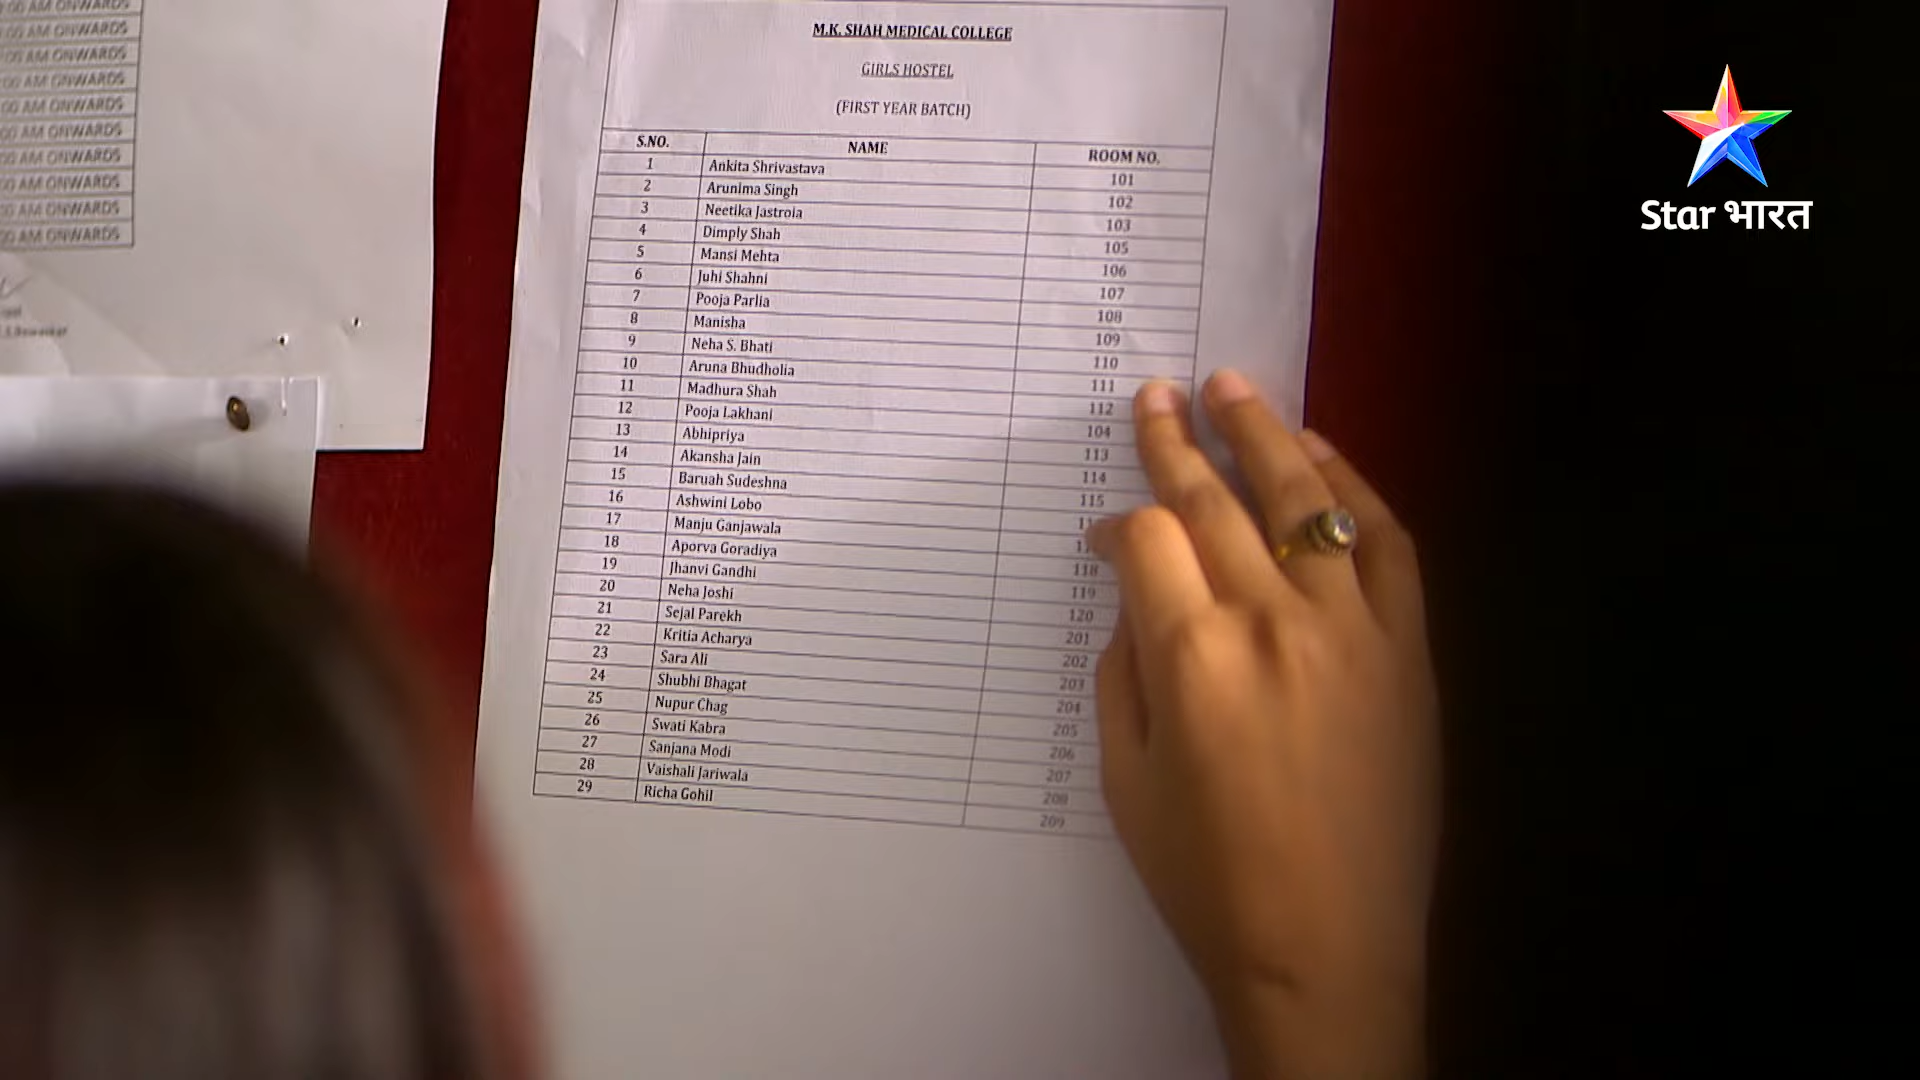 AM ONWARDS
AM ONWARDS
AM ONWARDS
AM ONWARDS
AM ONWARDS
AM ONWARDS
AM ONWARDS
AM ONWARDS
AM ONWARDS
AM ONWARDS
M.K. SHAH MEDICAL COLLEGE
GIRLS HOSTEL
(FIRST YEAR BATCH)
S.NO. NAME ROOM NO.
1 Ankita Shrivastava 101
2 Arunima Singh 102
3 Neetika Jastroia 103
4 Dimply Shah 105
5 Mansi Mehta 106
6 Juhi Shahni 107
7 Pooja Parlia 108
8 Manisha 109
9 Neha S. Bhati 110
10 Aruna Bhudholia 111
11 Madhura Shah 112
12 Pooja Lakhani 104
13 Abhipriya 113
14 Akansha Jain 114
15 Baruah Sudeshna 115
16 Ashwini Lobo
17 Manju Ganjawala
18 Aporva Goradiya 118
19 Jhanvi Gandhi 119
20 Neha Joshi 120
21 Sejal Parekh 201
22 Kritia Acharya 202
23 Sara Ali 203
24 Shubhi Bhagat 204
25 Nupur Chag 205
26 Swati Kabra 206
27 Sanjana Modi 207
28 Vaishali Jariwala 208
29 Richa Gohil 209
Star भारत